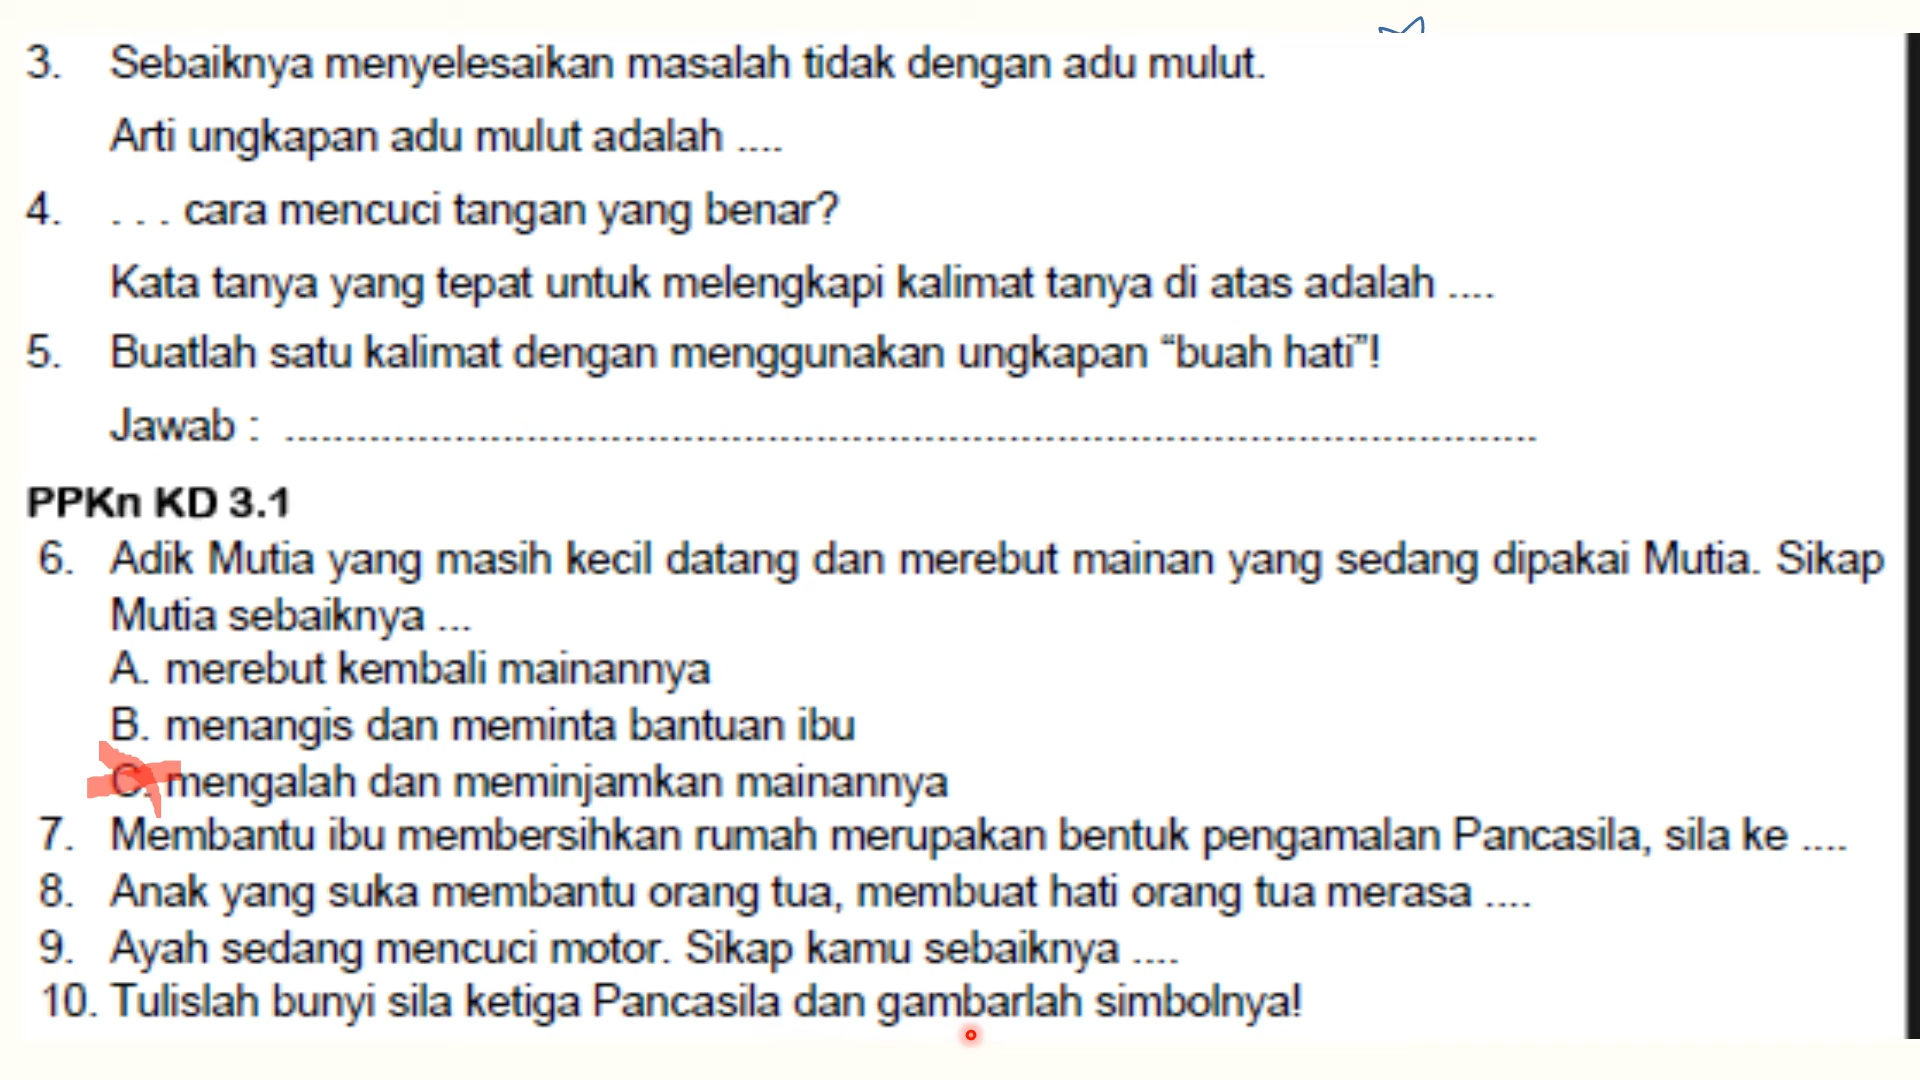 3. Sebaiknya menyelesaikan masalah tidak dengan adu mulut.
Arti ungkapan adu mulut adalah ....
4. . . . cara mencuci tangan yang benar?
Kata tanya yang tepat untuk melengkapi kalimat tanya di atas adalah ....
5. Buatlah satu kalimat dengan menggunakan ungkapan “buah hati”!
Jawab : ....................................................................................................
PPKn KD 3.1
6. Adik Mutia yang masih kecil datang dan merebut mainan yang sedang dipakai Mutia. Sikap
Mutia sebaiknya ...
A. merebut kembali mainannya
B. menangis dan meminta bantuan ibu
C. mengalah dan meminjamkan mainannya
7. Membantu ibu membersihkan rumah merupakan bentuk pengamalan Pancasila, sila ke ....
8. Anak yang suka membantu orang tua, membuat hati orang tua merasa ....
9. Ayah sedang mencuci motor. Sikap kamu sebaiknya ....
10. Tulislah bunyi sila ketiga Pancasila dan gambarlah simbolnya!